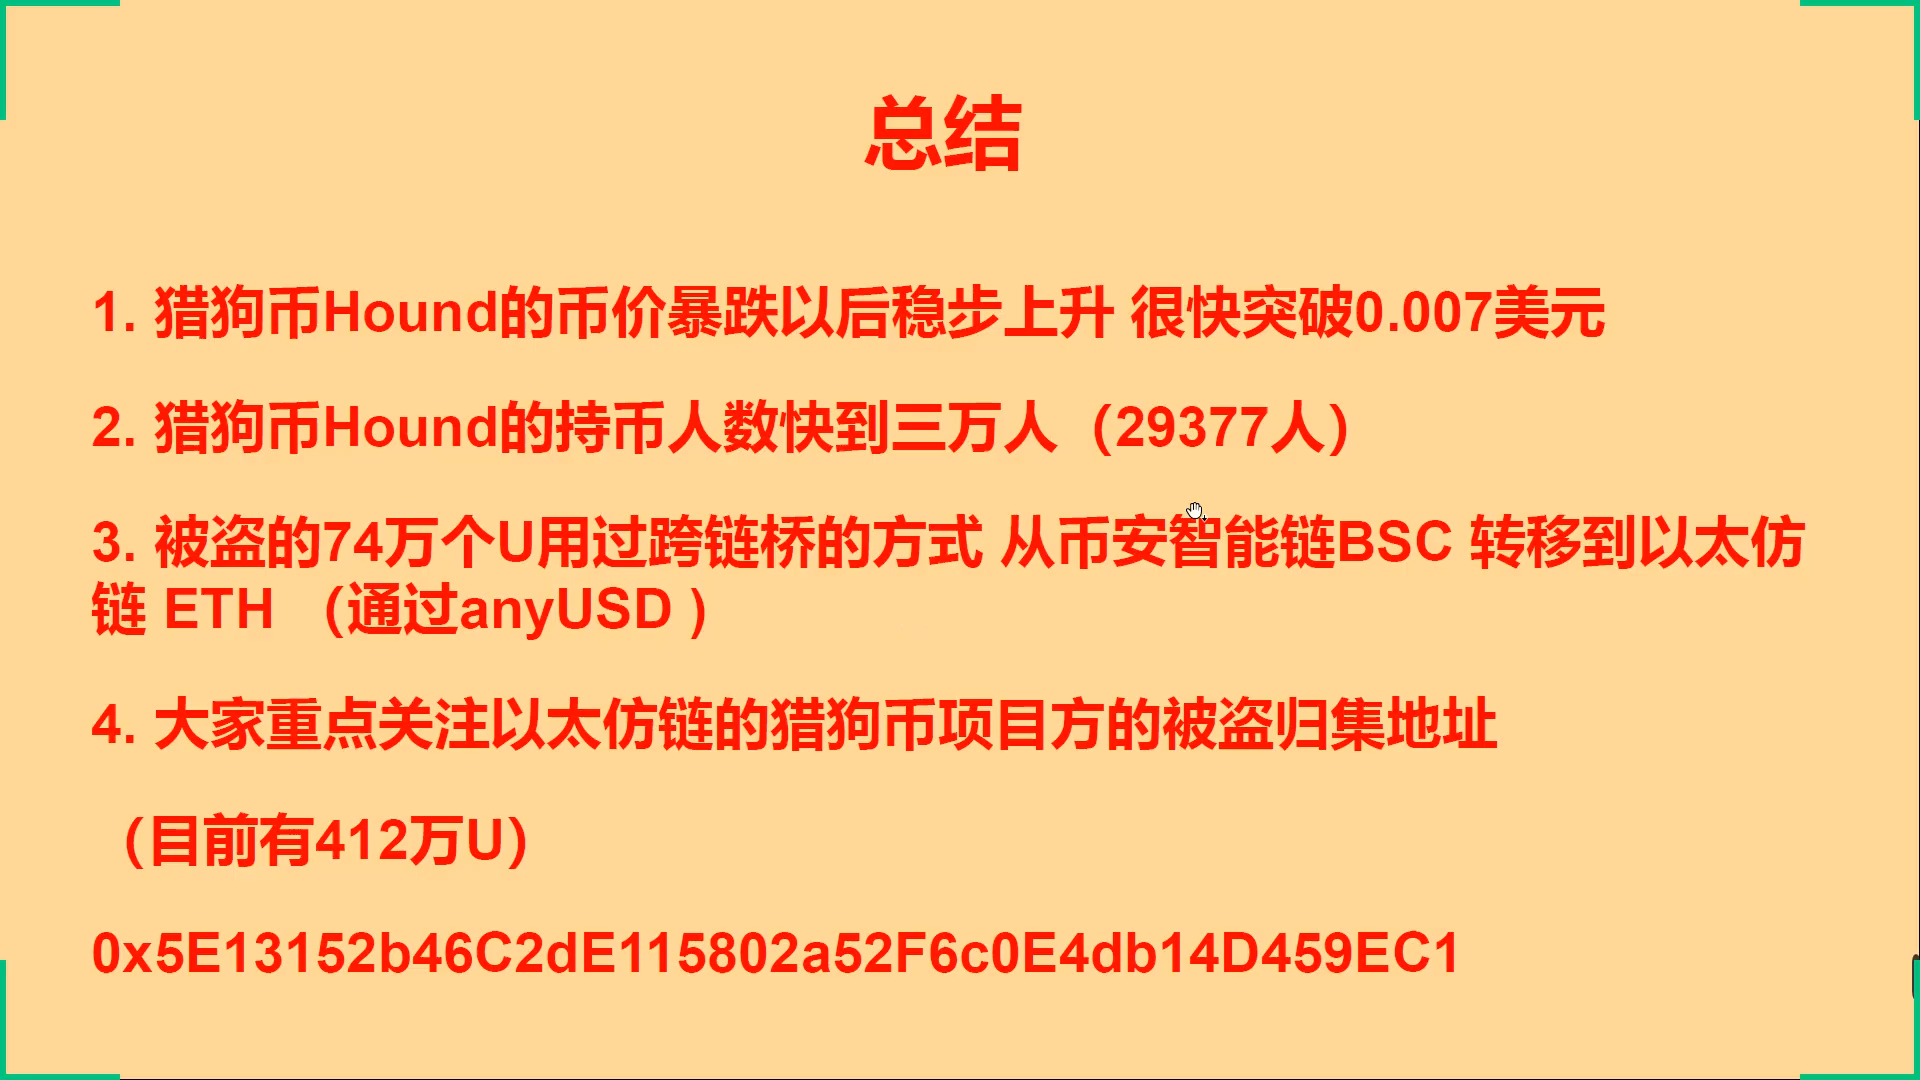 总结
1. 猎狗币Hound的币价暴跌以后稳步上升 很快突破0.007美元
2. 猎狗币Hound的持币人数快到三万人（29377人）
3. 被盗的74万个U用过跨链桥的方式 从币安智能链BSC 转移到以太仿
链 ETH （通过anyUSD ）
4. 大家重点关注以太仿链的猎狗币项目方的被盗归集地址
（目前有412万U）
0x5E13152b46C2dE115802a52F6c0E4db14D459EC1